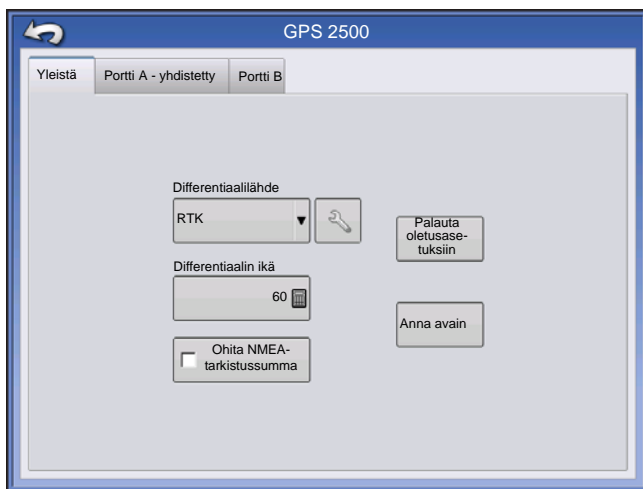 GPS 2500
Yleistä
Portti A - yhdistetty
Portti B
Differentiaalilähde
RTK
Palauta
oletusase-
tuksiin
Differentiaalin ikä
60
Anna avain
Ohita NMEA-
tarkistussumma